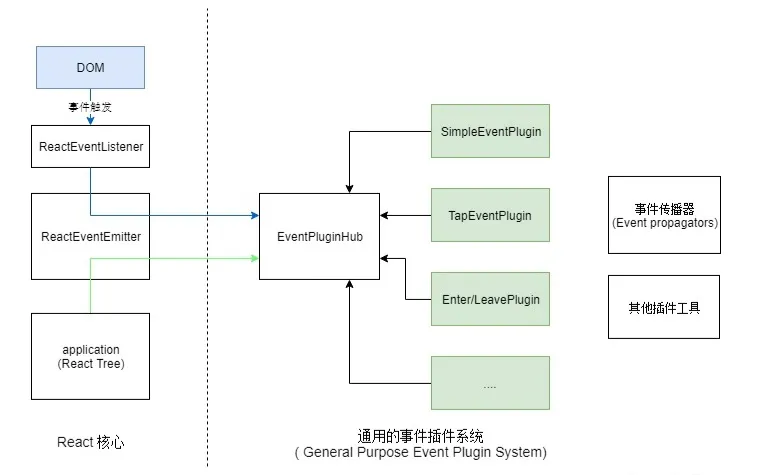 DOM
事件触发
ReactEventListener
ReactEventEmitter
application
(React Tree)
React 核心
EventPluginHub
SimpleEventPlugin
TapEventPlugin
Enter/LeavePlugin
....
事件传播器
(Event propagators)
其他插件工具
通用的事件插件系统
( General Purpose Event Plugin System)